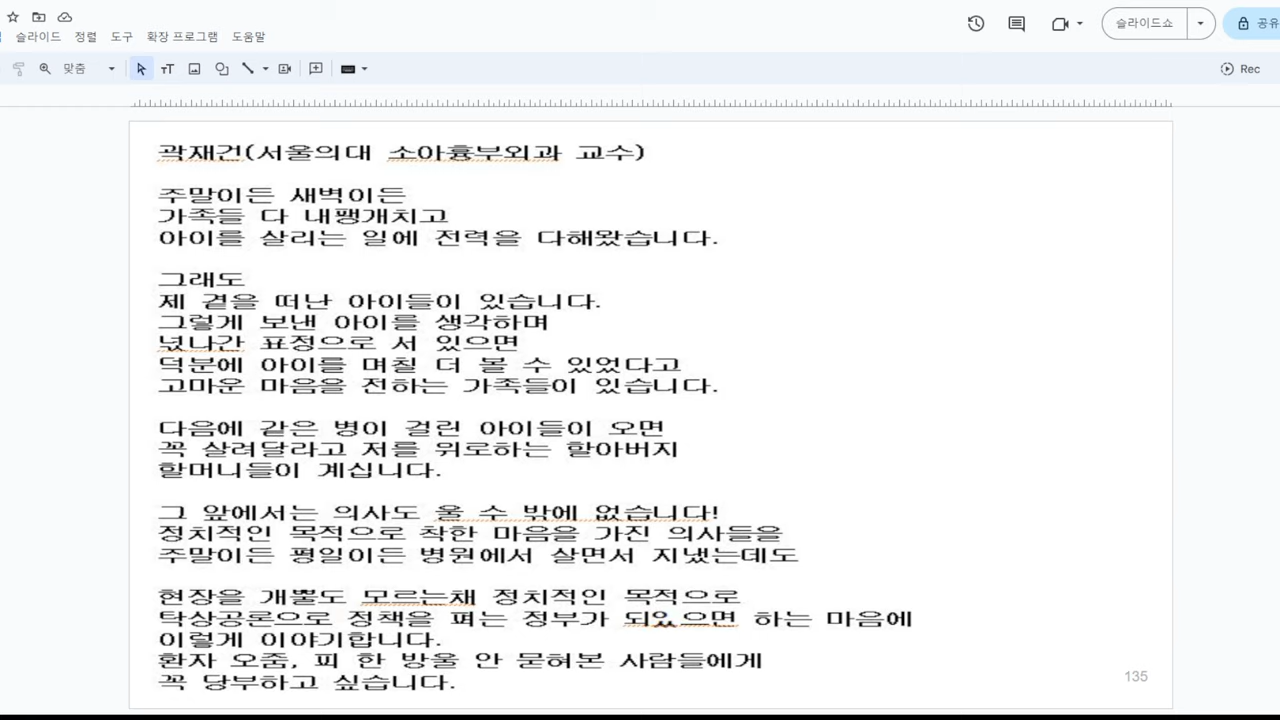 슬라이드 정렬 도구 확장 프로그램 도움말
슬라이드쇼
공유
맞춤
Rec
곽재건(서울의대 소아흉부외과 교수)
주말이든 새벽이든
가족들 다 내팽개치고
아이를 살리는 일에 전력을 다해왔습니다.
그래도
제 곁을 떠난 아이들이 있습니다.
그렇게 보낸 아이를 생각하며
넋나간 표정으로 서 있으면
덕분에 아이를 며칠 더 볼 수 있었다고
고마운 마음을 전하는 가족들이 있습니다.
다음에 같은 병이 걸린 아이들이 오면
꼭 살려달라고 저를 위로하는 할아버지
할머니들이 계십니다.
그 앞에서는 의사도 울 수 밖에 없습니다!
정치적인 목적으로 착한 마음을 가진 의사들을
주말이든 평일이든 병원에서 살면서 지냈는데도
현장을 개뿔도 모르는채 정치적인 목적으로
탁상공론으로 정책을 펴는 정부가 되있으면 하는 마음에
이렇게 이야기합니다.
환자 오줌, 피 한 방울 안 묻혀본 사람들에게
꼭 당부하고 싶습니다.
135